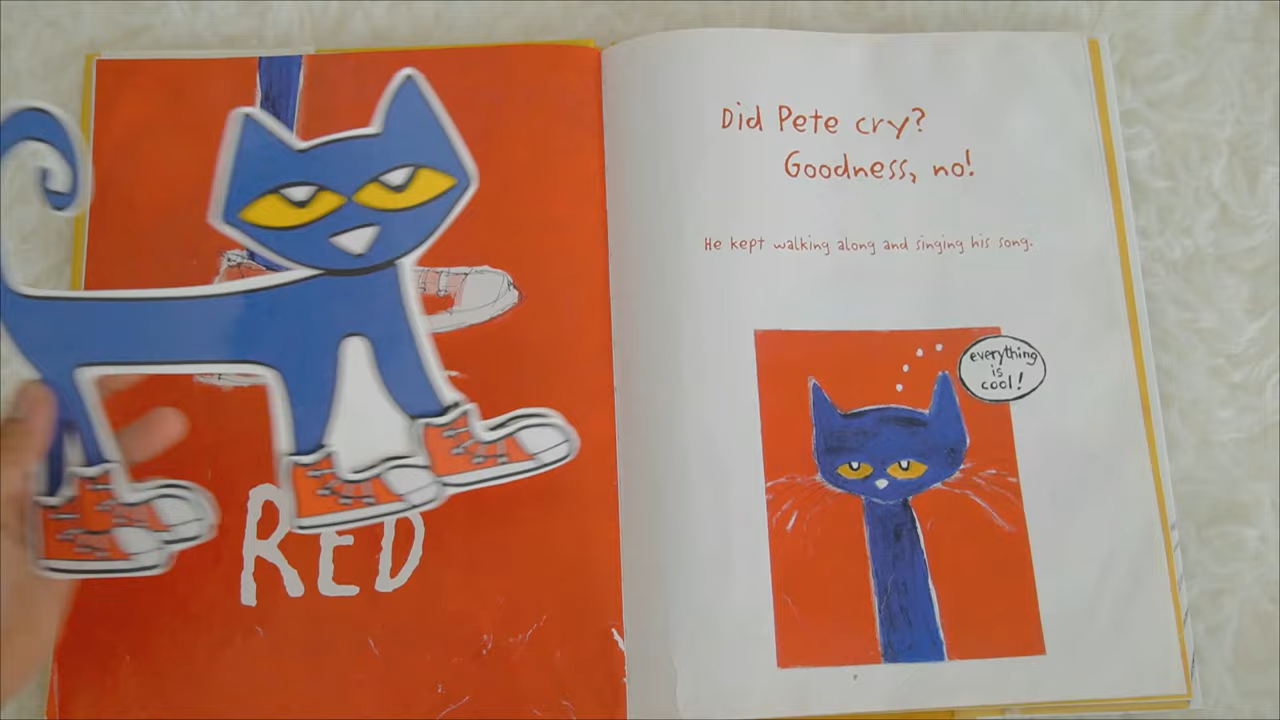 RED
Did Pete cry?
Goodness, no!
He kept walking along and singing his song.
everything
is
cool!